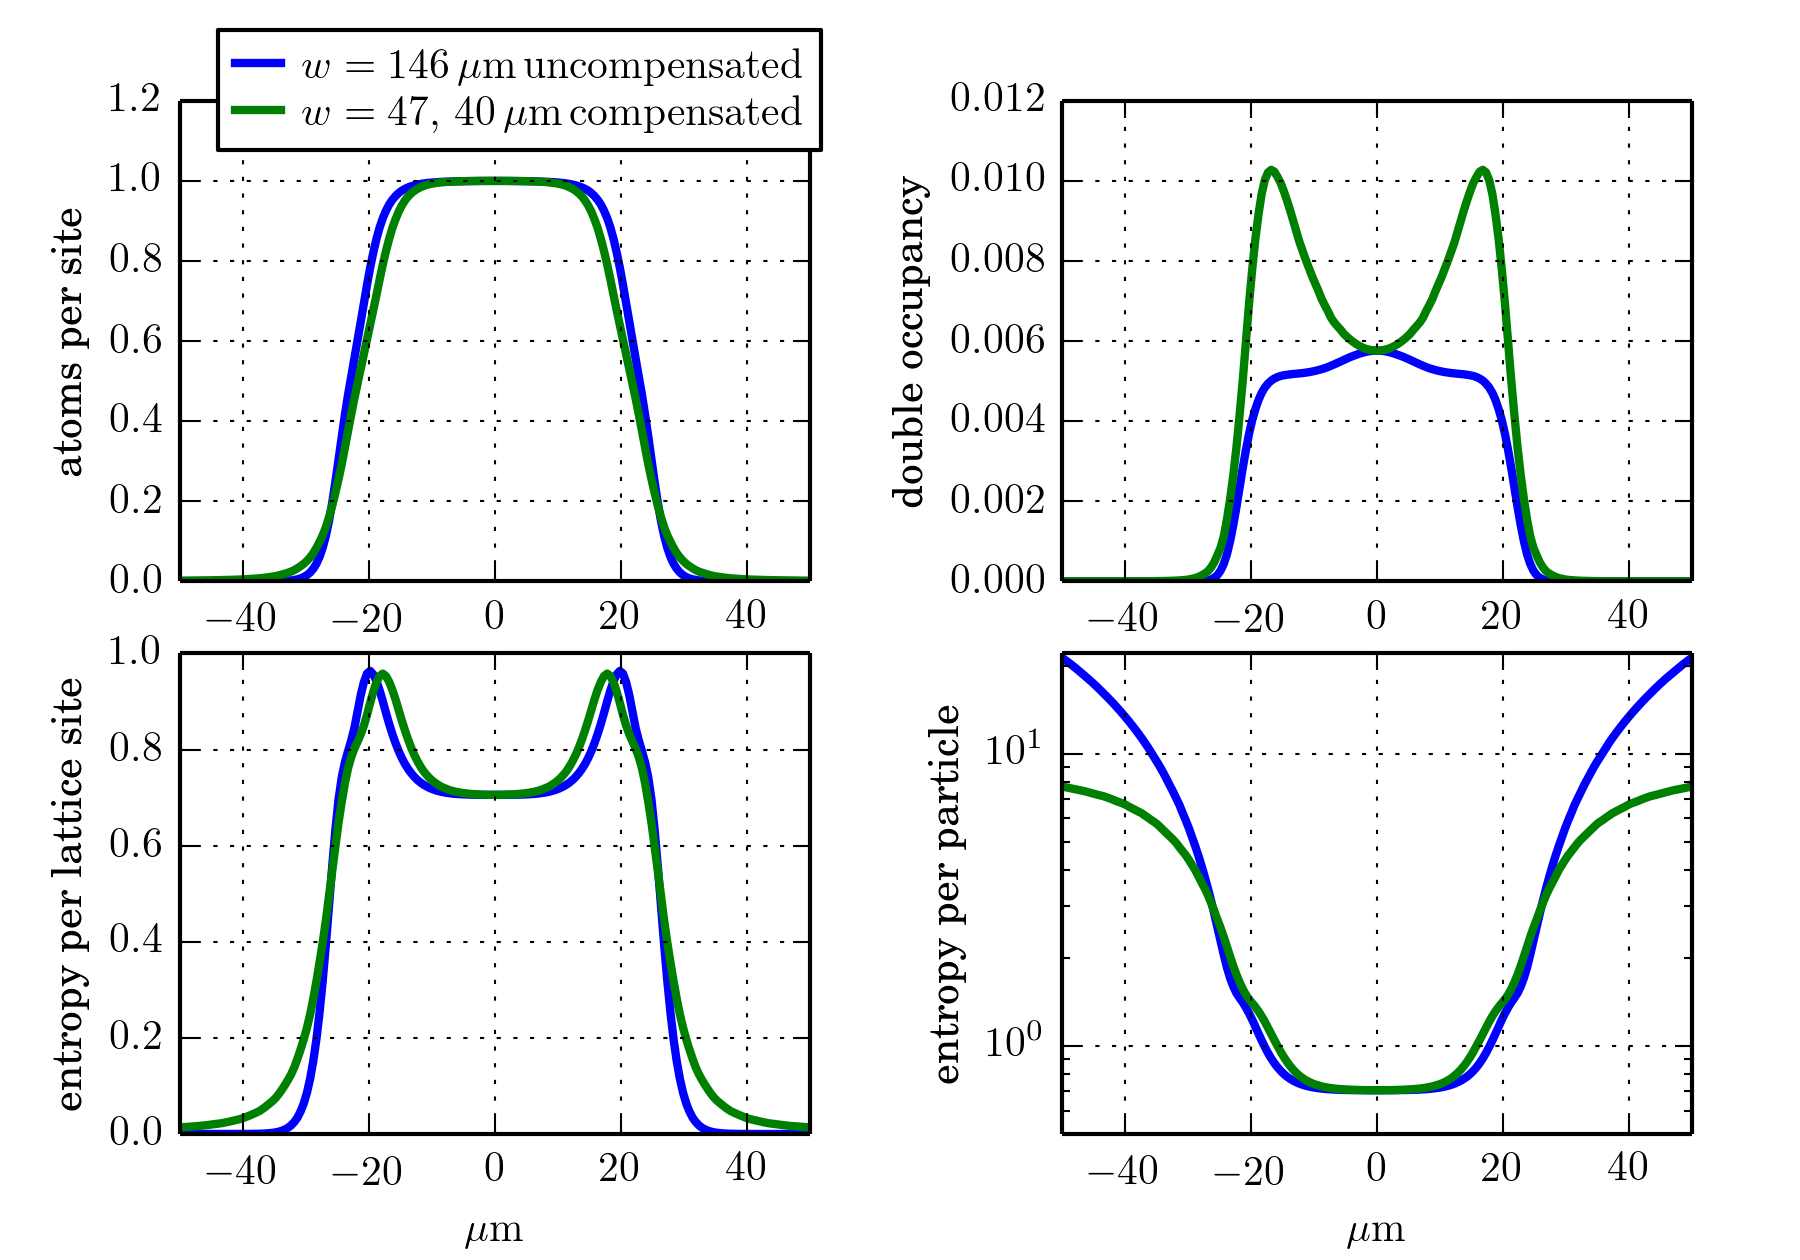 w = 146 μm uncompensated
w = 47, 40 μm compensated
atoms per site
1.2
1.0
0.8
0.6
0.4
0.2
0.0
−40 −20 0 20 40
double occupancy
0.012
0.010
0.008
0.006
0.004
0.002
0.000
−40 −20 0 20 40
entropy per lattice site
1.0
0.8
0.6
0.4
0.2
0.0
−40 −20 0 20 40
μm
entropy per particle
10¹
10⁰
−40 −20 0 20 40
μm